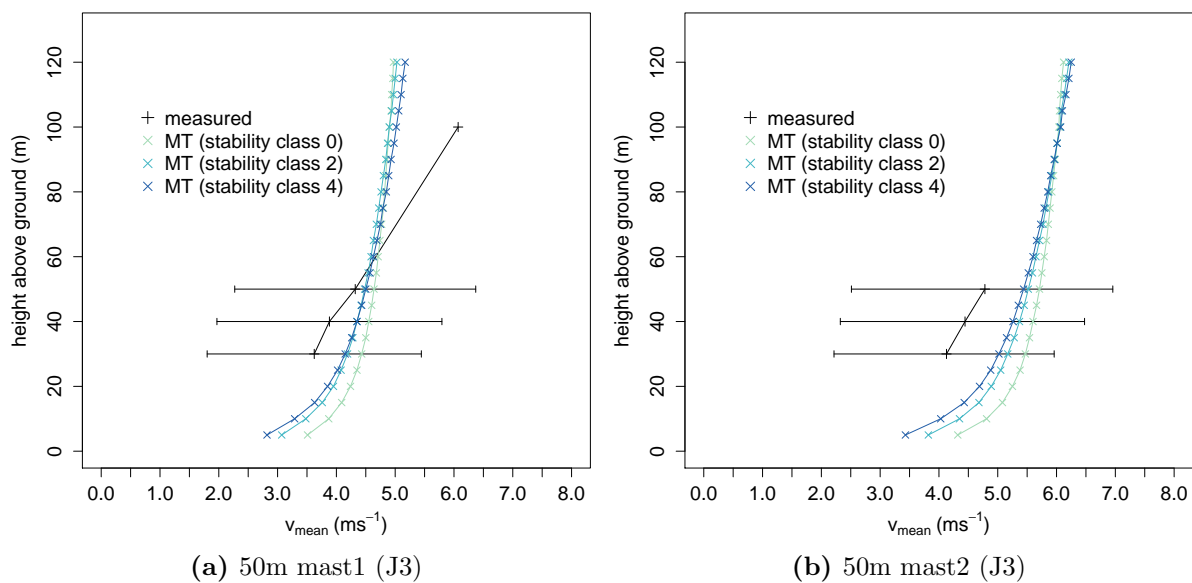 120
100
80
60
40
20
0
height above ground (m)
measured
MT (stability class 0)
MT (stability class 2)
MT (stability class 4)
0.0 1.0 2.0 3.0 4.0 5.0 6.0 7.0 8.0
v_mean (ms⁻¹)
(a) 50m mast1 (J3)
120
100
80
60
40
20
0
height above ground (m)
measured
MT (stability class 0)
MT (stability class 2)
MT (stability class 4)
0.0 1.0 2.0 3.0 4.0 5.0 6.0 7.0 8.0
v_mean (ms⁻¹)
(b) 50m mast2 (J3)